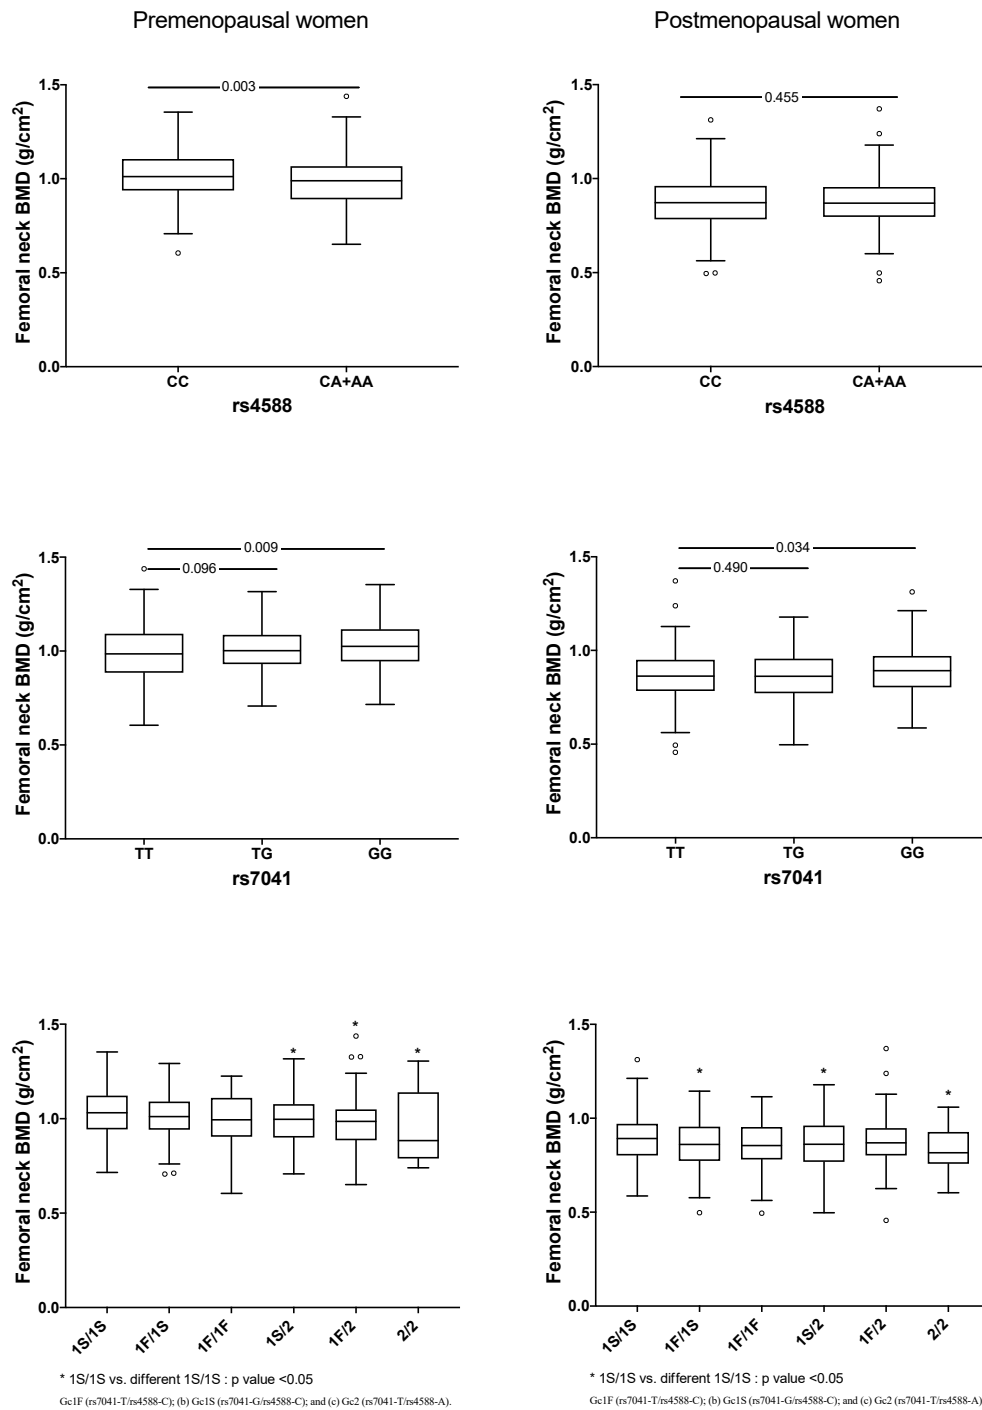 Premenopausal women
Postmenopausal women
Femoral neck BMD (g/cm²)
1.5
1.0
0.5
0.0
0.003
CC
CA+AA
rs4588
Femoral neck BMD (g/cm²)
1.5
1.0
0.5
0.0
0.455
CC
CA+AA
rs4588
Femoral neck BMD (g/cm²)
1.5
1.0
0.5
0.0
0.009
0.096
TT
TG
GG
rs7041
Femoral neck BMD (g/cm²)
1.5
1.0
0.5
0.0
0.034
0.490
TT
TG
GG
rs7041
Femoral neck BMD (g/cm²)
1.5
1.0
0.5
0.0
*
*
*
1S/1S
1F/1S
1F/1F
1S/2
1F/2
2/2
* 1S/1S vs. different 1S/1S : p value <0.05
Gc1F (rs7041-T/rs4588-C); (b) Gc1S (rs7041-G/rs4588-C); and (c) Gc2 (rs7041-T/rs4588-A).
Femoral neck BMD (g/cm²)
1.5
1.0
0.5
0.0
*
*
*
1S/1S
1F/1S
1F/1F
1S/2
1F/2
2/2
* 1S/1S vs. different 1S/1S : p value <0.05
Gc1F (rs7041-T/rs4588-C); (b) Gc1S (rs7041-G/rs4588-C); and (c) Gc2 (rs7041-T/rs4588-A)